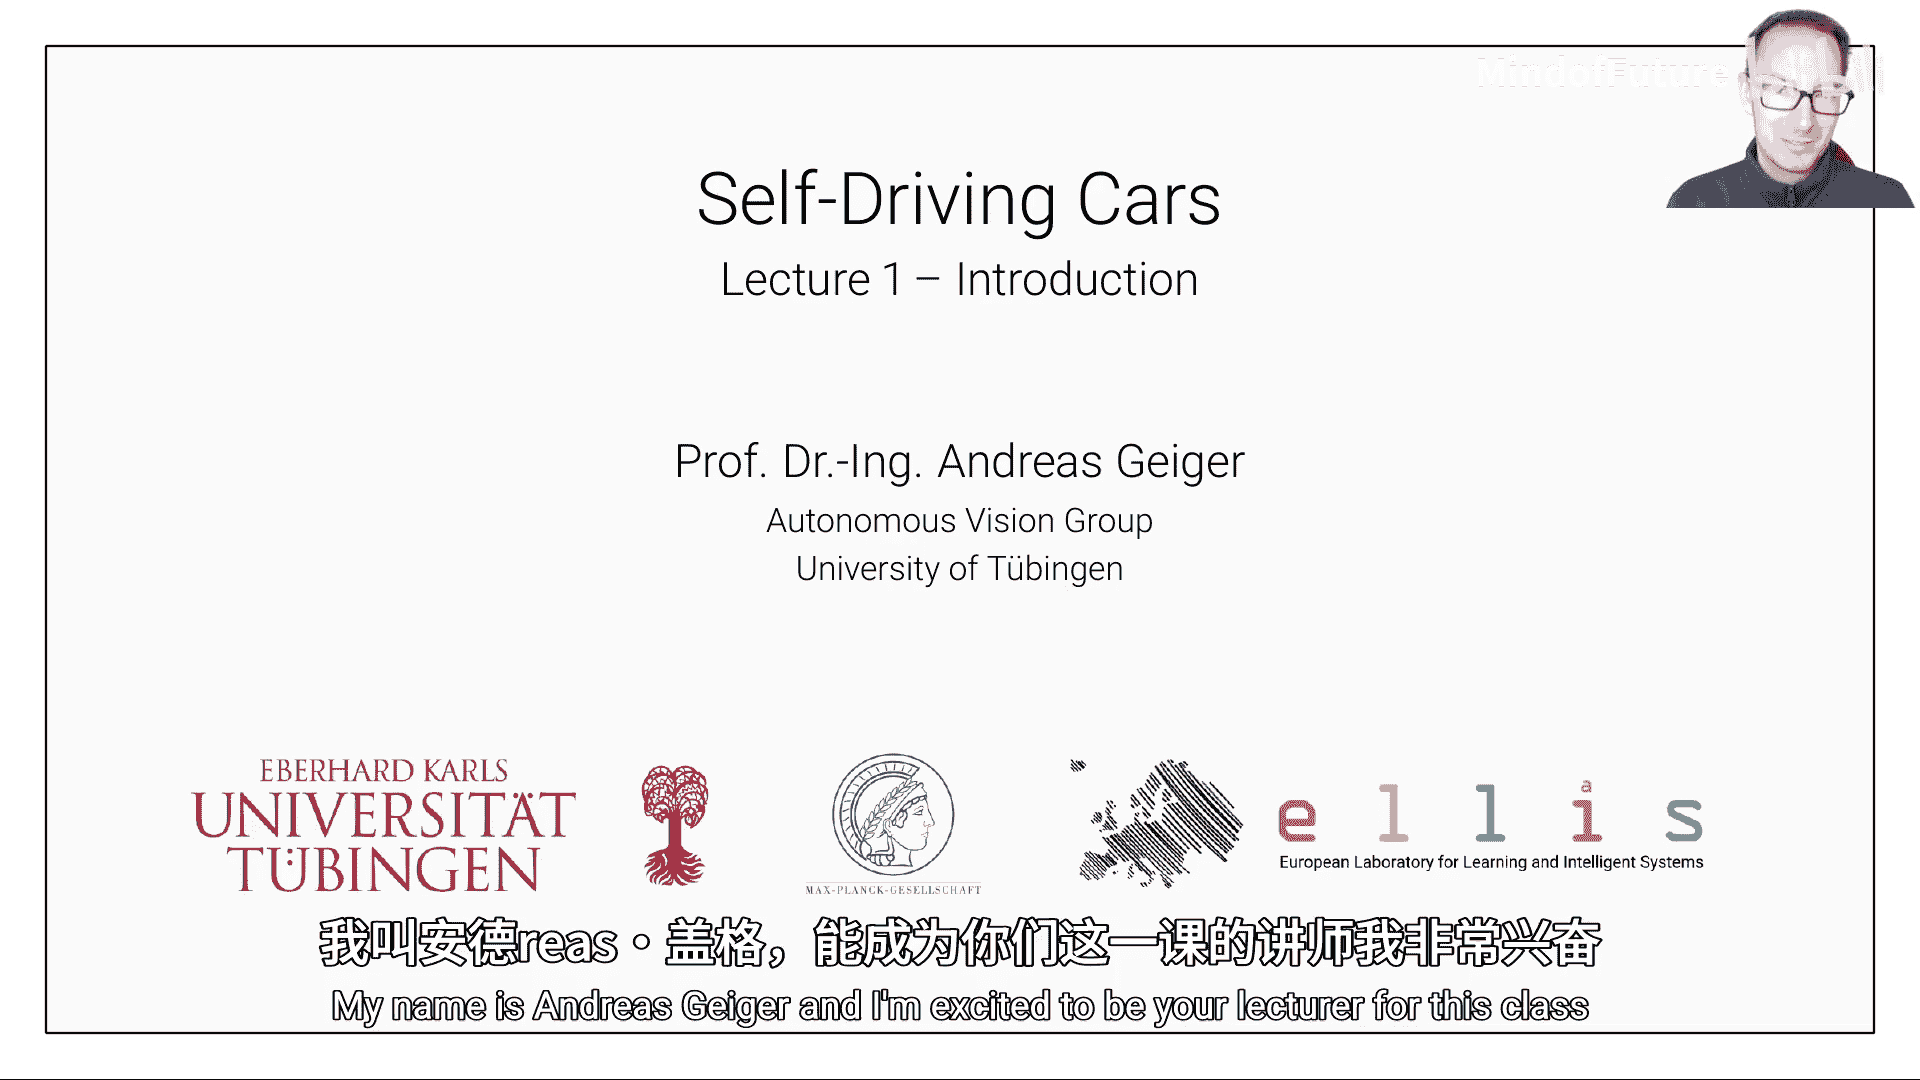 MindofFuture
Self-Driving Cars
Lecture 1 – Introduction
Prof. Dr.-Ing. Andreas Geiger
Autonomous Vision Group
University of Tübingen
EBERHARD KARLS
UNIVERSITÄT
TÜBINGEN
MAX-PLANCK-GESELLSCHAFT
ellis
European Laboratory for Learning and Intelligent Systems
我叫安德reas·盖格，能成为你们这一课的讲师我非常兴奋
My name is Andreas Geiger and I'm excited to be your lecturer for this class